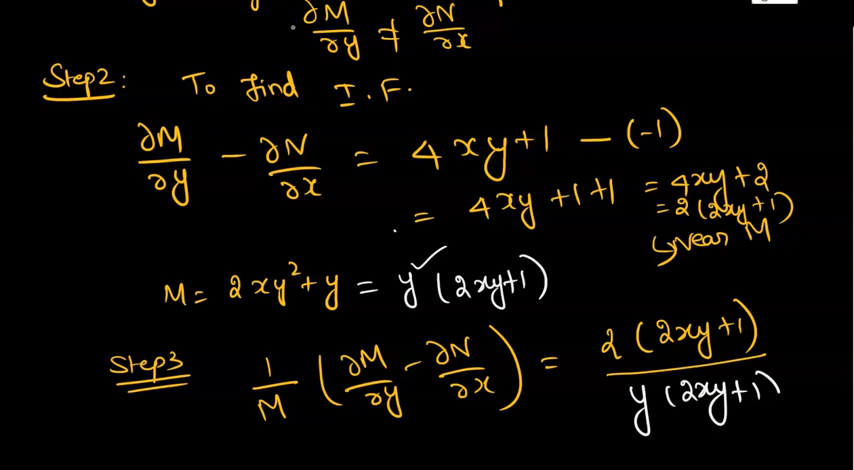 ∂M/∂y ≠ ∂N/∂x
Step2: To find I.F.
∂M/∂y - ∂N/∂x = 4xy+1 - (-1)
= 4xy+1+1 = 4xy+2
= 2(2xy+1)
↳near M
M = 2xy²+y = y✓(2xy+1)
Step3 1/M (∂M/∂y - ∂N/∂x) = 2(2xy+1)/y(2xy+1)